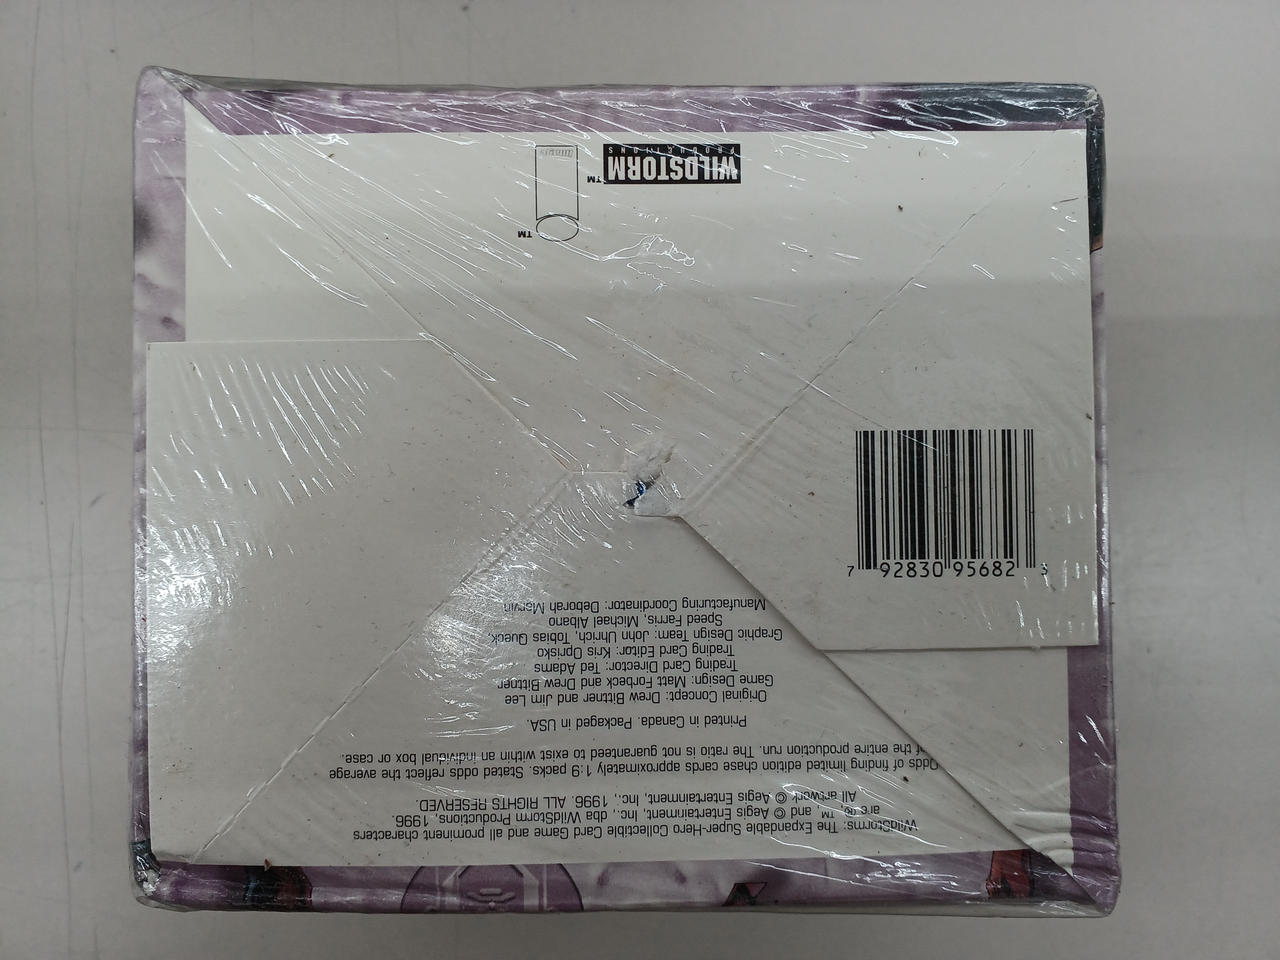 WildStorms: The Expandable Super-Hero Collectible Card Game and all prominent characters
are ®, ™, and © Aegis Entertainment, Inc., dba WildStorm Productions, 1996.
All artwork © Aegis Entertainment, Inc., 1996. ALL RIGHTS RESERVED.
Odds of finding limited edition chase cards approximately 1:9 packs. Stated odds reflect the average
of the entire production run. The ratio is not guaranteed to exist within an individual box or case.
Printed in Canada. Packaged in USA.
Original Concept: Drew Bittner and Jim Lee
Game Design: Matt Forbeck and Drew Bittner
Trading Card Director: Ted Adams
Trading Card Editor: Kris Oprisko
Graphic Design Team: John Uhrich, Tobias Queck,
Speed Farris, Michael Albano
Manufacturing Coordinator: Deborah Marvin
7 92830 95682 3
WILDSTORM
PRODUCTIONS
™
image
™